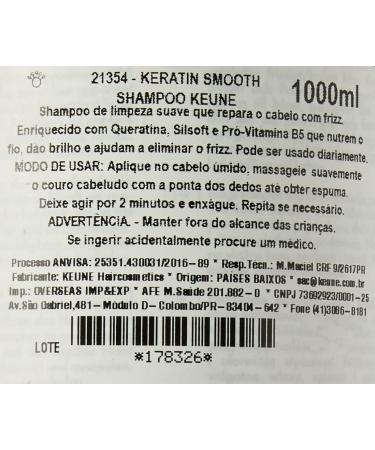 21354 - KERATIN SMOOTH
SHAMPOO KEUNE
1000ml
Shampoo de limpeza suave que repara o cabelo com frizz.
Enriquecido com Queratina, Silsoft e Pró-Vitamina B5 que nutrem o
fio, dão brilho e ajudam a eliminar o frizz. Pode ser usado diariamente.
MODO DE USAR: Aplique no cabelo úmido, massageie suavemente
o couro cabeludo com a ponta dos dedos até obter espuma.
Deixe agir por 2 minutos e enxágue. Repita se necessário.
ADVERTÊNCIA. - Manter fora do alcance das crianças.
Se ingerir acidentalmente procure um médico.
Processo ANVISA: 25351.430031/2016-89 * Resp.Técn.: M.Maciel CRF 9/2617PR
Fabricante: KEUNE Haircosmetics * Origem: PAISES BAIXOS * sac@keune.com.br
Imp.: OVERSEAS IMP&EXP * AFE M.Saúde 201.882-0 * CNPJ 73692923/0001-25
Av.São Gabriel,481- Módulo D- Colombo/PR- 83404-642 * Fone (41)3086-8181
LOTE
*178326*